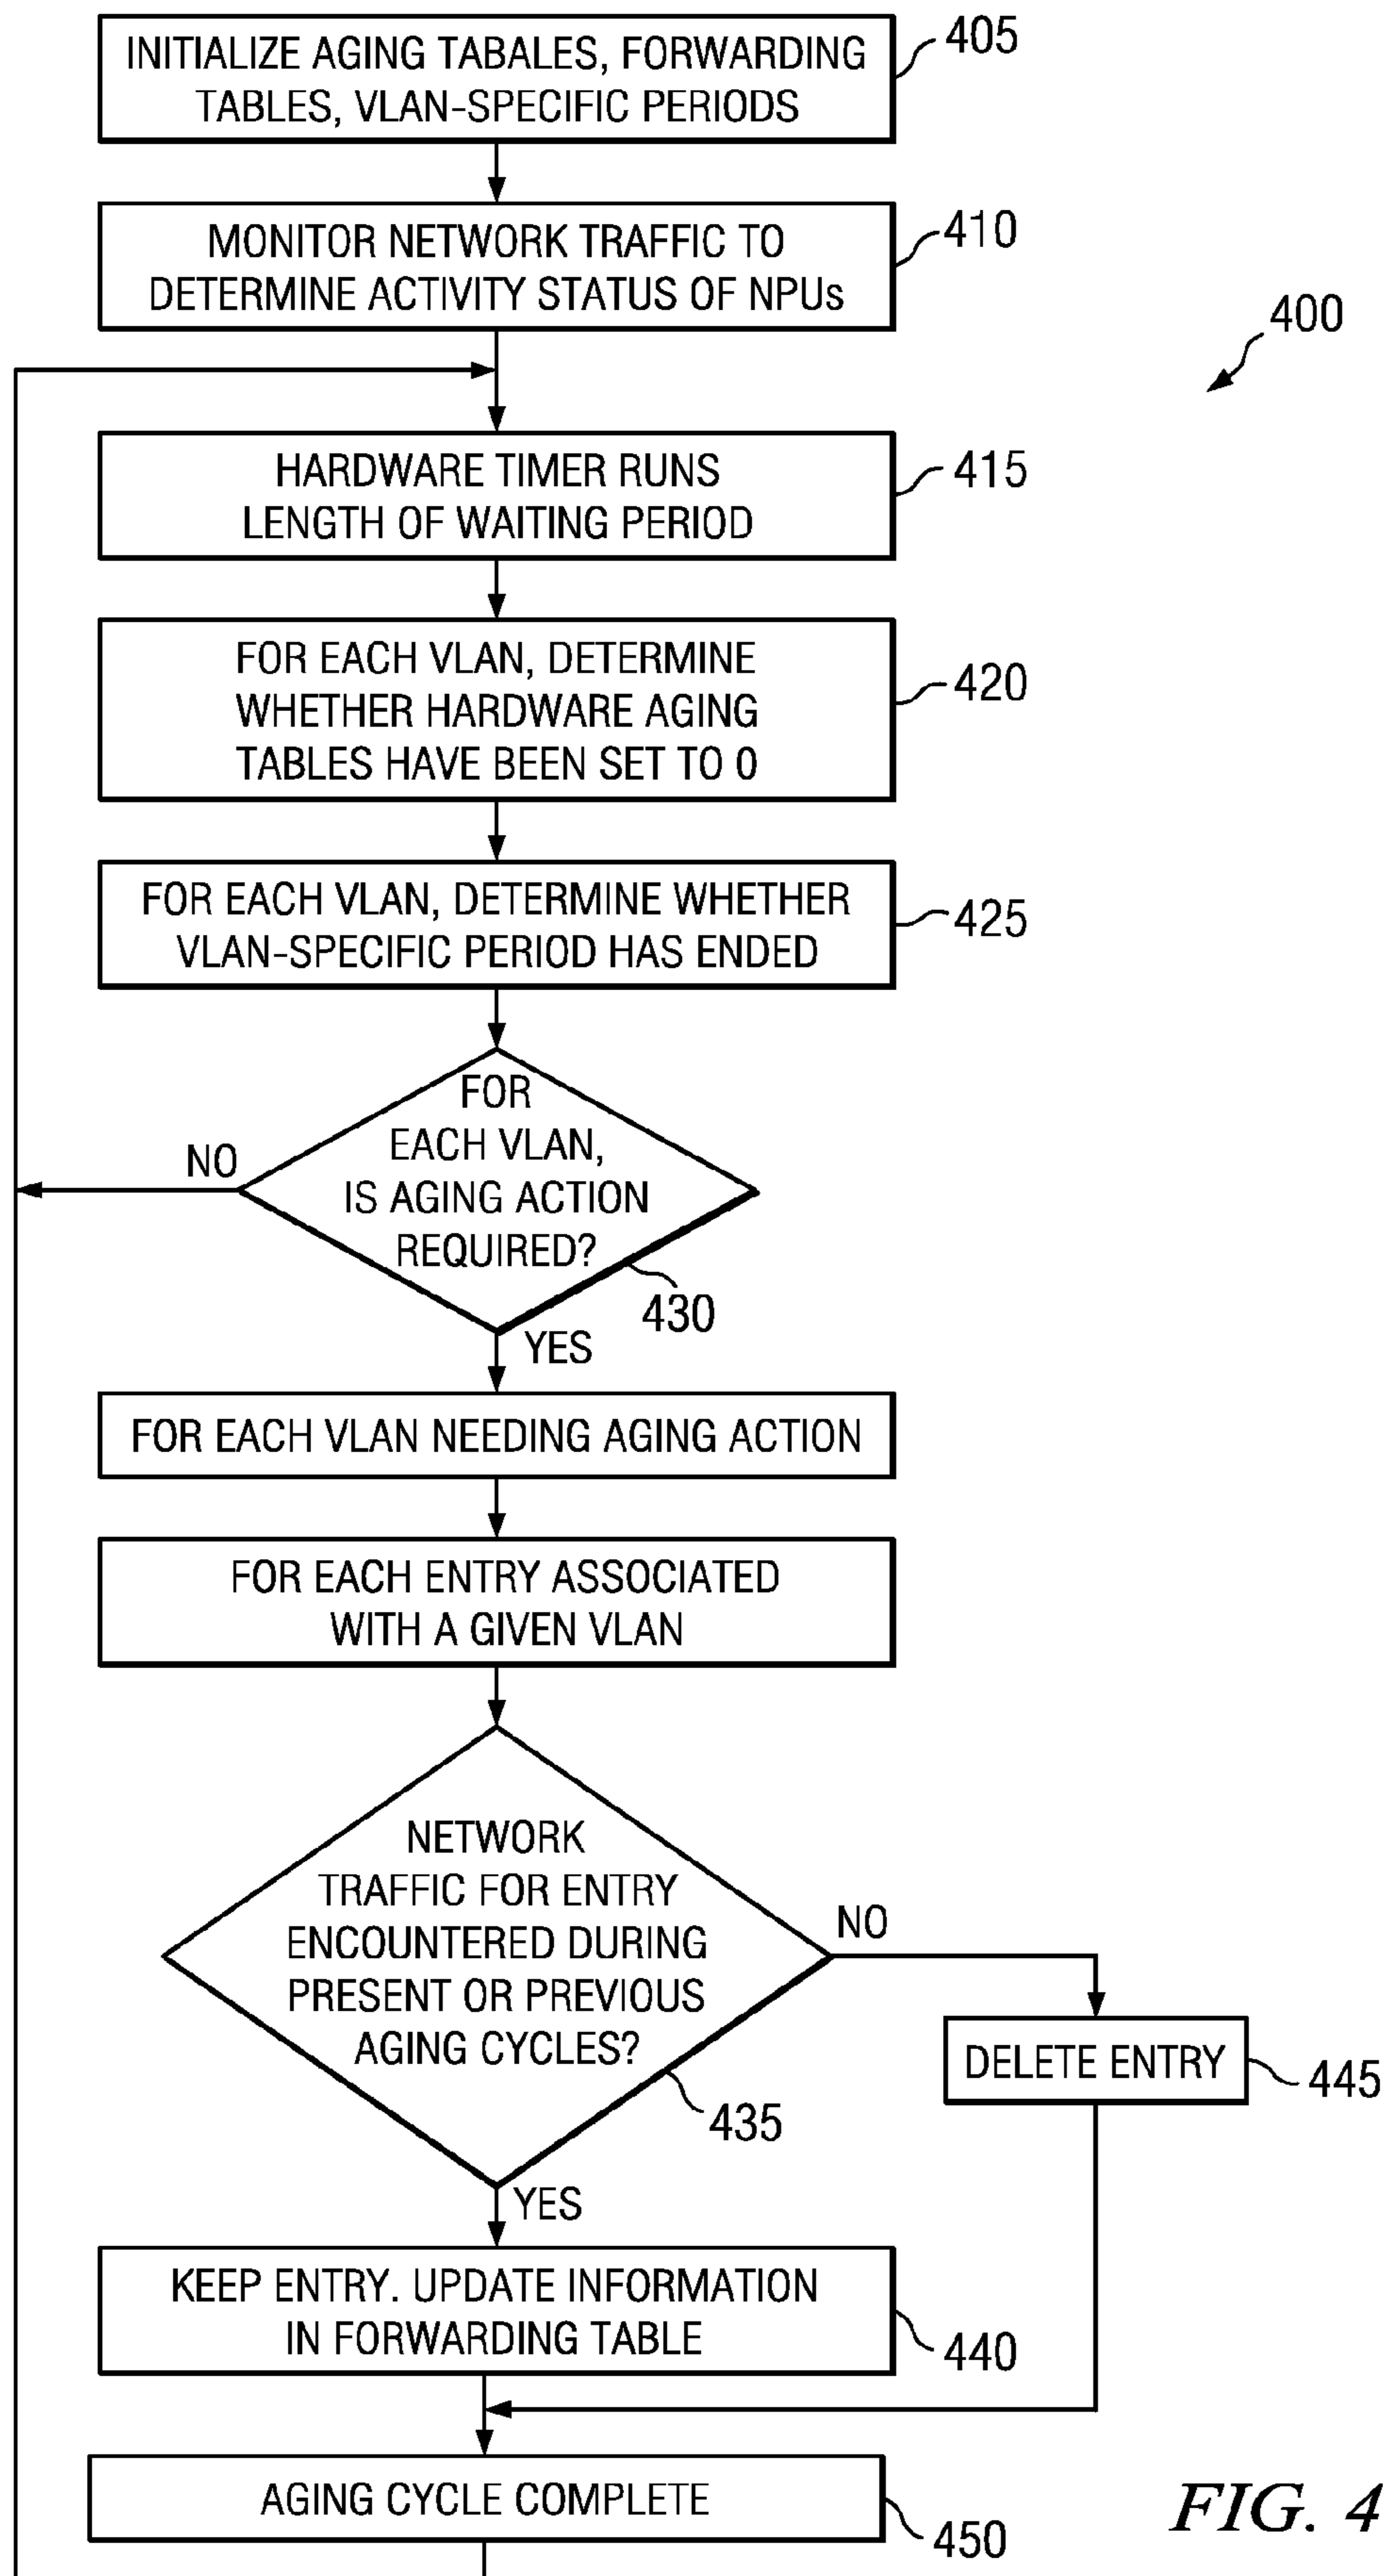 INITIALIZE AGING TABALES, FORWARDING
TABLES, VLAN-SPECIFIC PERIODS
405
MONITOR NETWORK TRAFFIC TO
DETERMINE ACTIVITY STATUS OF NPUs
410
400
HARDWARE TIMER RUNS
LENGTH OF WAITING PERIOD
415
FOR EACH VLAN, DETERMINE
WHETHER HARDWARE AGING
TABLES HAVE BEEN SET TO 0
420
FOR EACH VLAN, DETERMINE WHETHER
VLAN-SPECIFIC PERIOD HAS ENDED
425
FOR
EACH VLAN,
IS AGING ACTION
REQUIRED?
NO
430
YES
FOR EACH VLAN NEEDING AGING ACTION
FOR EACH ENTRY ASSOCIATED
WITH A GIVEN VLAN
NETWORK
TRAFFIC FOR ENTRY
ENCOUNTERED DURING
PRESENT OR PREVIOUS
AGING CYCLES?
NO
435
DELETE ENTRY
445
YES
KEEP ENTRY. UPDATE INFORMATION
IN FORWARDING TABLE
440
AGING CYCLE COMPLETE
450
FIG. 4